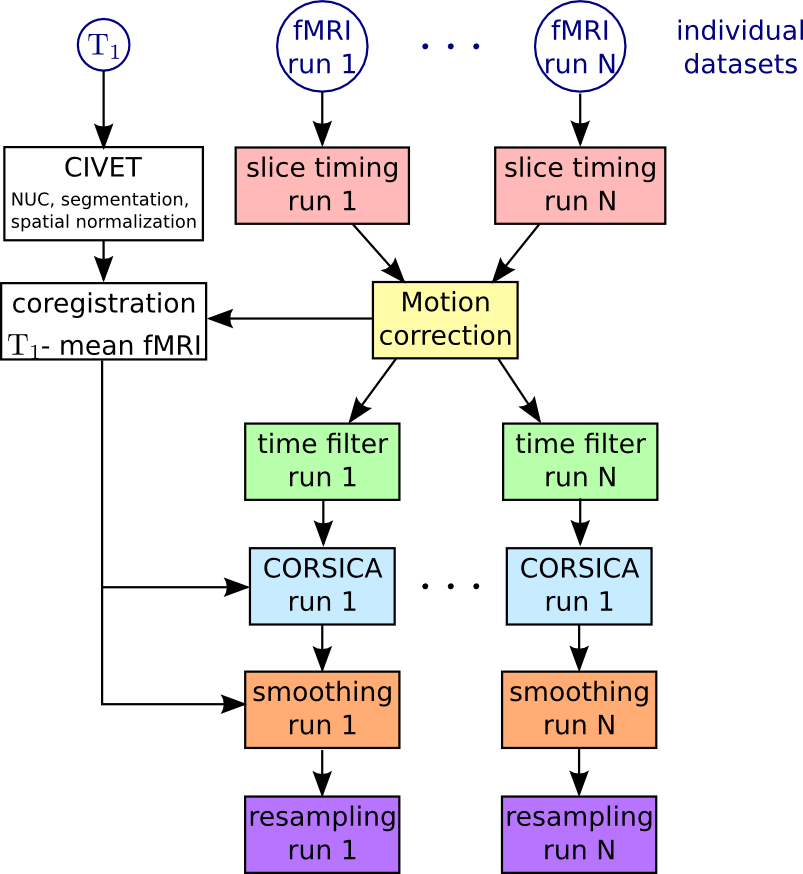 T1
fMRI
run 1
. . .
fMRI
run N
individual
datasets
CIVET
NUC, segmentation,
spatial normalization
slice timing
run 1
slice timing
run N
coregistration
T1- mean fMRI
Motion
correction
time filter
run 1
time filter
run N
CORSICA
run 1
. . .
CORSICA
run 1
smoothing
run 1
smoothing
run N
resampling
run 1
resampling
run N